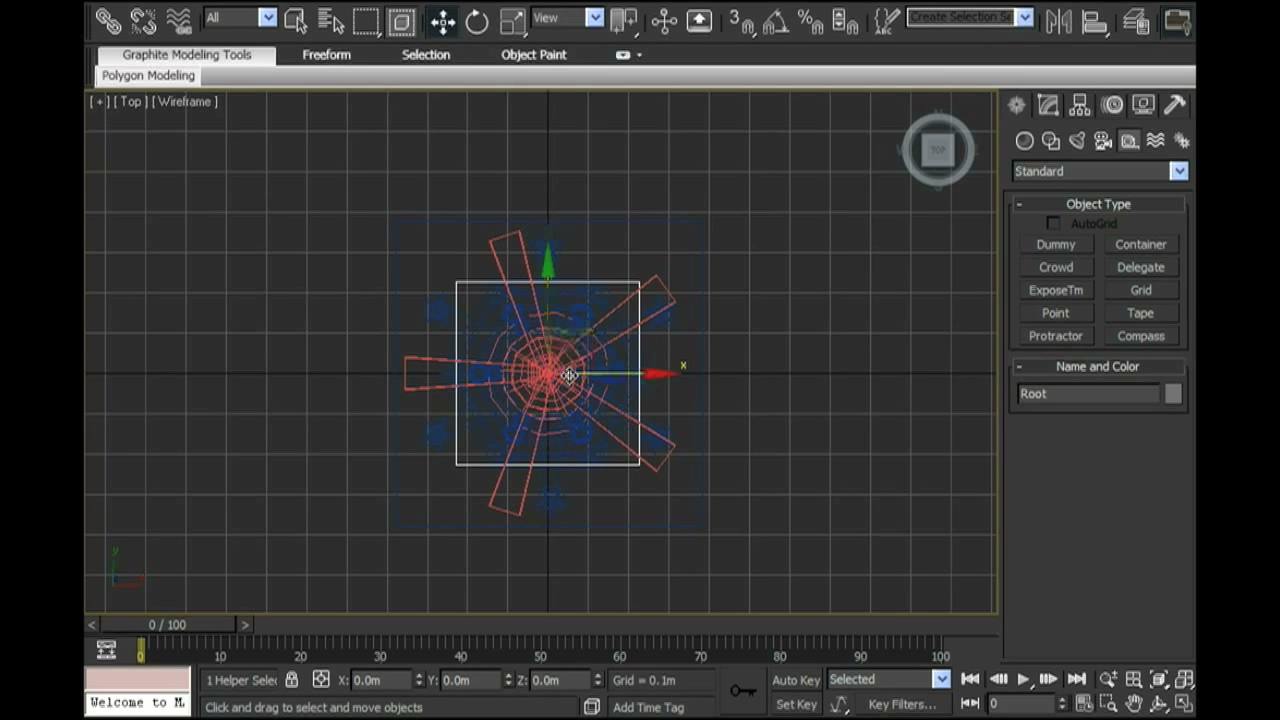 All
View
3
%
ABC
Create Selection Se
Graphite Modeling Tools
Freeform
Selection
Object Paint
Polygon Modeling
[ + ] [ Top ] [ Wireframe ]
TOP
x
y
Standard
- Object Type
AutoGrid
Dummy Container
Crowd Delegate
ExposeTm Grid
Point Tape
Protractor Compass
- Name and Color
Root
< 0 / 100 >
0 10 20 30 40 50 60 70 80 90 100
1 Helper Selec X: 0.0m Y: 0.0m Z: 0.0m Grid = 0.1m Auto Key Selected
Welcome to M Click and drag to select and move objects Add Time Tag Set Key Key Filters... 0